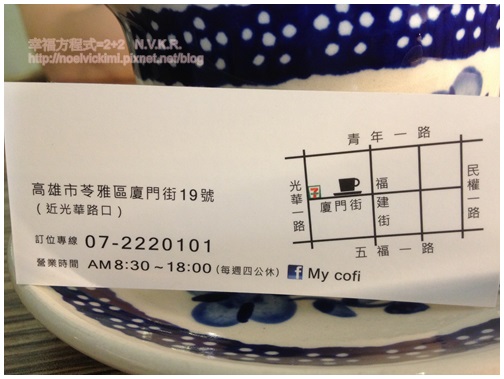 幸福方程式=2+2 N.V.K.R.
http://noelvickimi.pixnet.net/blog
青年一路
高雄市苓雅區廈門街19號
(近光華路口)
光華一路
7
廈門街
福建街
民權一路
五福一路
訂位專線 07-2220101
營業時間 AM8:30~18:00(每週四公休) f My cofi